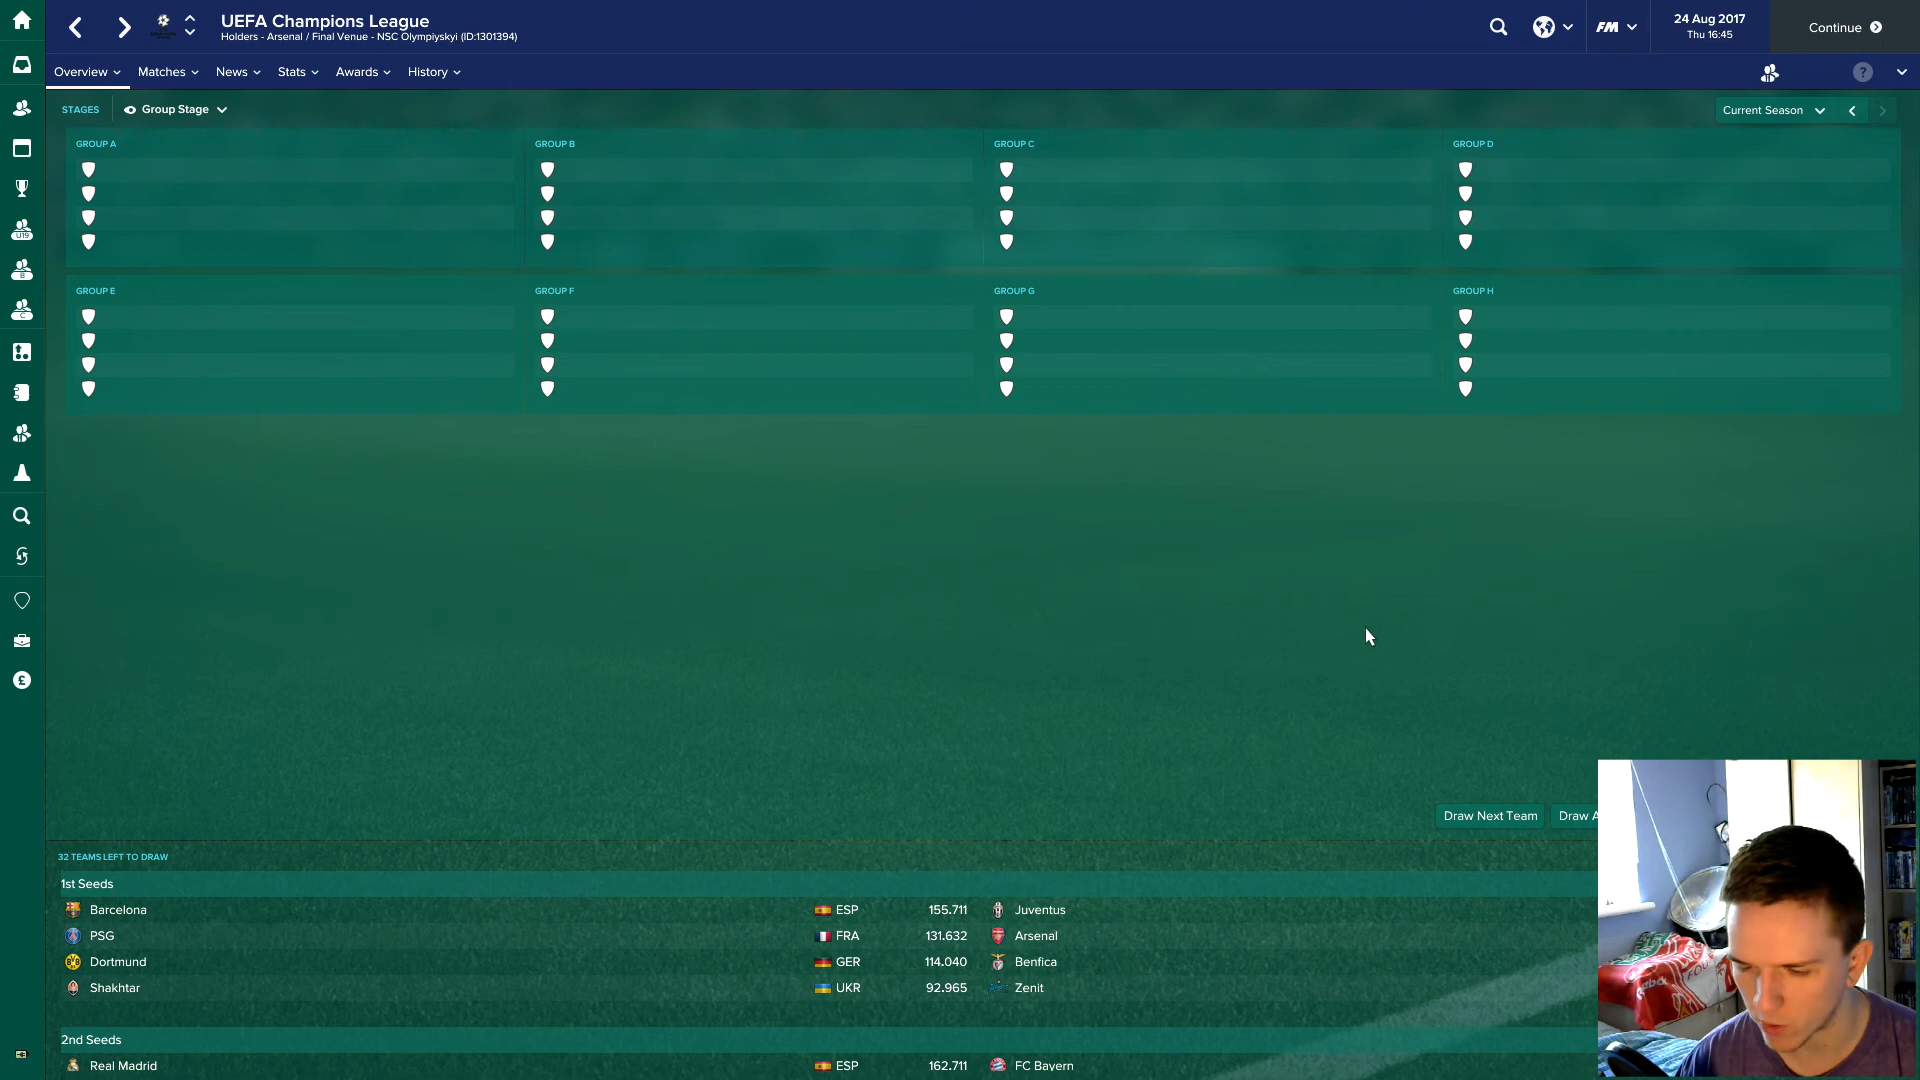 UEFA Champions League
Holders - Arsenal / Final Venue - NSC Olympiyskyi (ID:1301394)
FM
24 Aug 2017
Thu 16:45
Continue
Overview Matches News Stats Awards History
?
STAGES Group Stage
Current Season
GROUP A GROUP B GROUP C GROUP D
GROUP E GROUP F GROUP G GROUP H
U19
B
C
£
Draw Next Team Draw A
32 TEAMS LEFT TO DRAW
1st Seeds
Barcelona ESP 155.711 Juventus
PSG FRA 131.632 Arsenal
Dortmund GER 114.040 Benfica
Shakhtar UKR 92.965 Zenit
2nd Seeds
Real Madrid ESP 162.711 FC Bayern